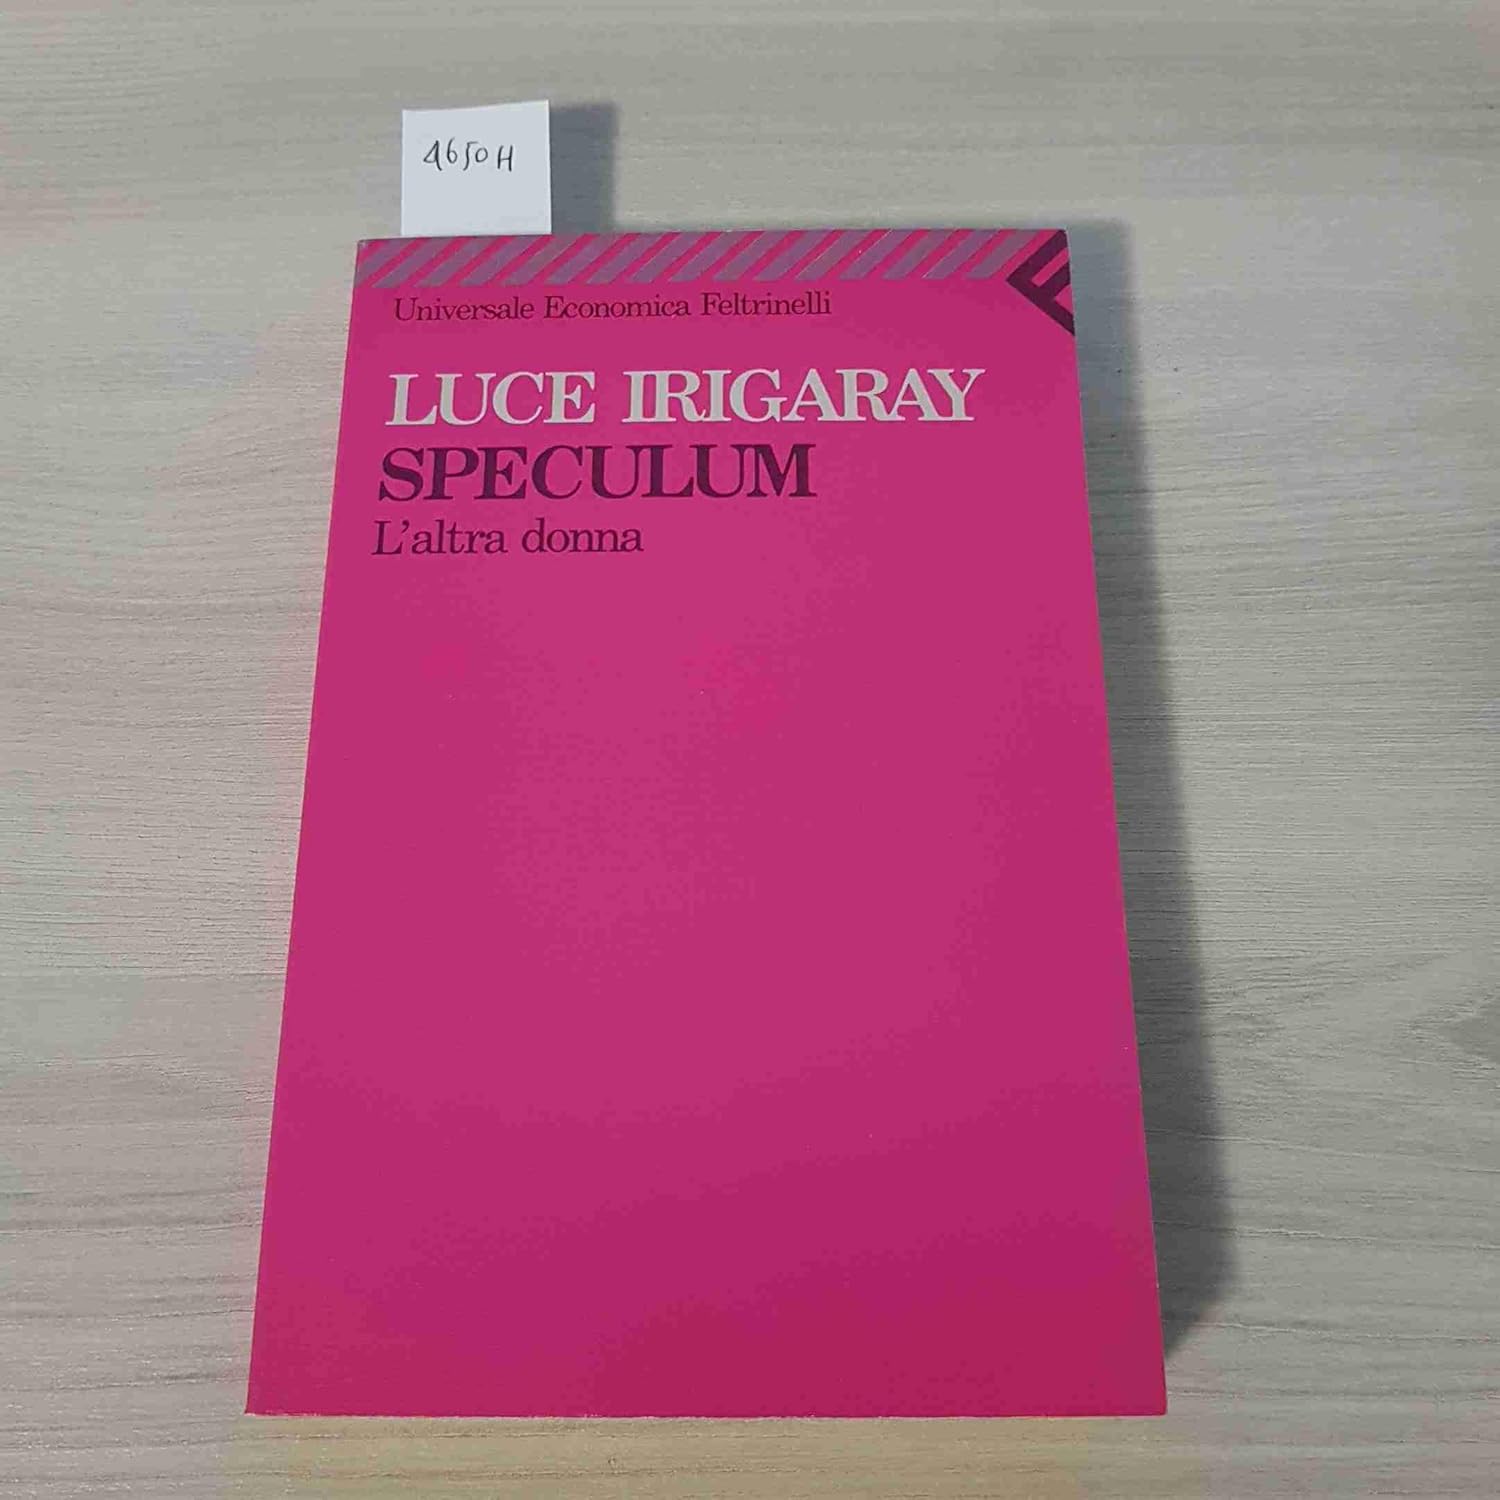 4650H
Universale Economica Feltrinelli
LUCE IRIGARAY
SPECULUM
L'altra donna